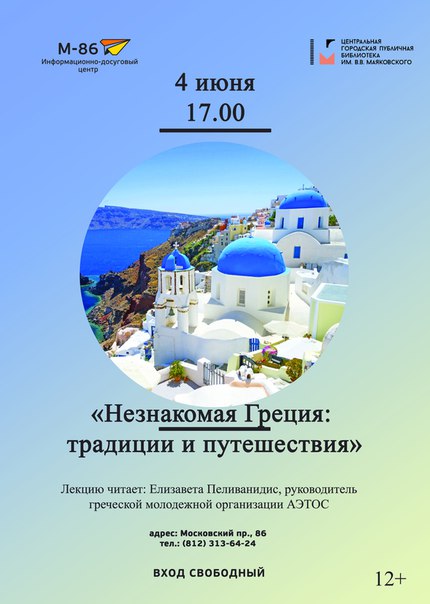 М-86
Информационно-досуговый
центр
ЦЕНТРАЛЬНАЯ
ГОРОДСКАЯ ПУБЛИЧНАЯ
БИБЛИОТЕКА
ИМ. В.В. МАЯКОВСКОГО
4 июня
17.00
«Незнакомая Греция:
традиции и путешествия»
Лекцию читает: Елизавета Пеливанидис, руководитель
греческой молодежной организации АЭТОС
адрес: Московский пр., 86
тел.: (812) 313-64-24
ВХОД СВОБОДНЫЙ
12+